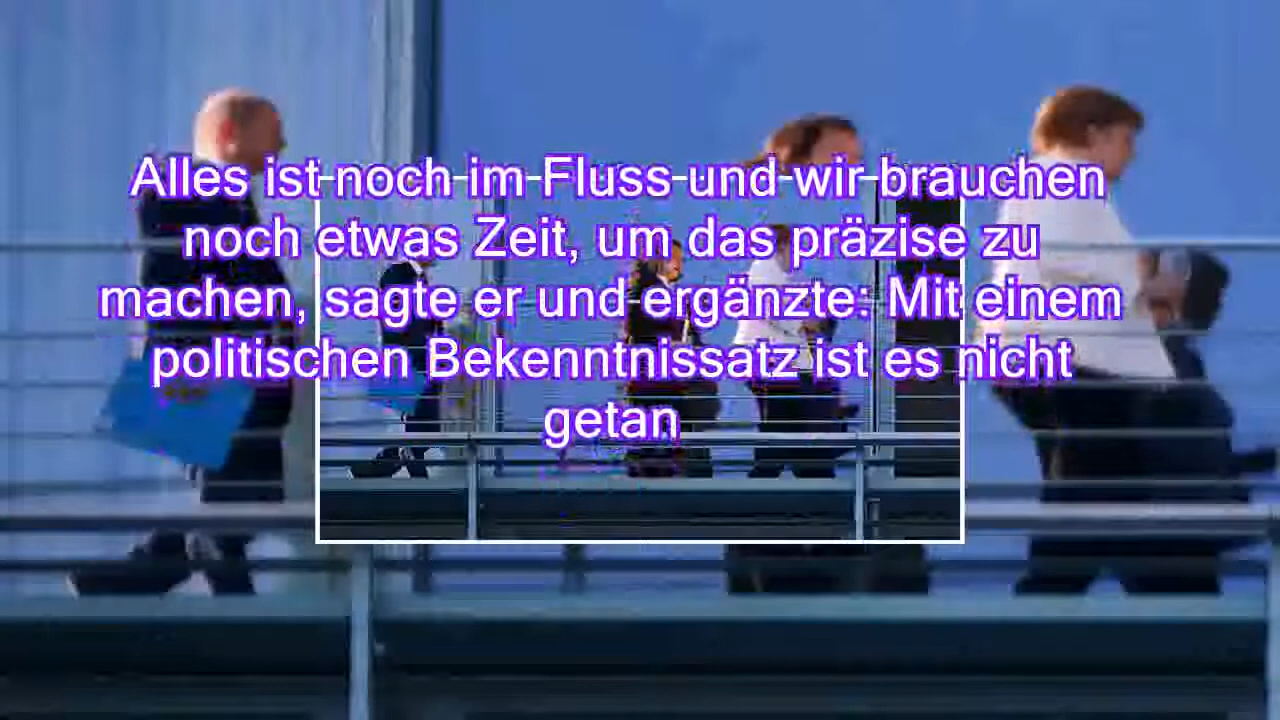 Alles ist noch im Fluss und wir brauchen
noch etwas Zeit, um das präzise zu
machen, sagte er und ergänzte: Mit einem
politischen Bekenntnissatz ist es nicht
getan